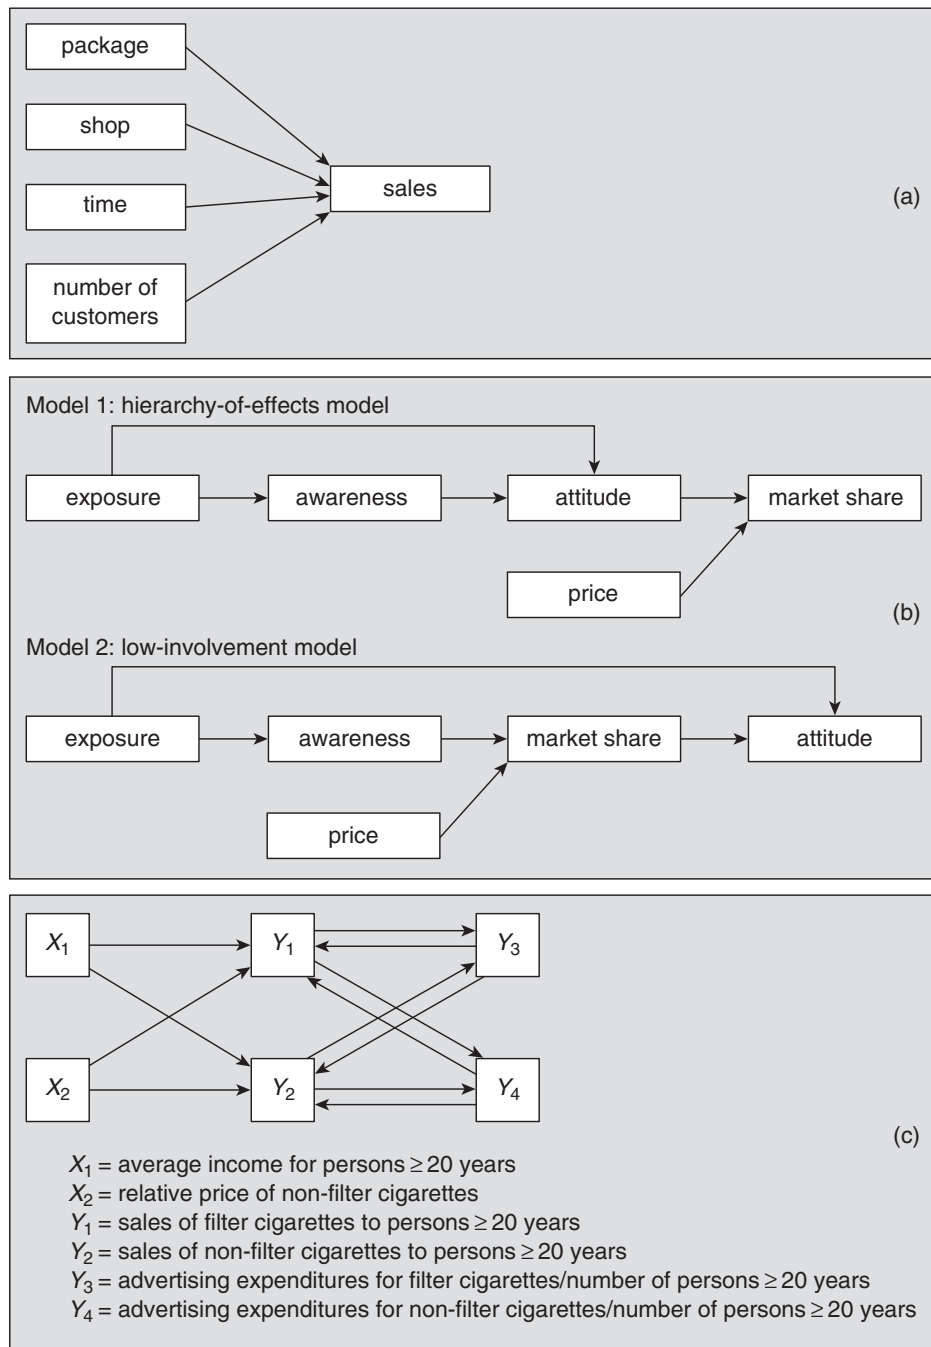 package
shop
time
number of
customers
sales
(a)
Model 1: hierarchy-of-effects model
exposure
awareness
attitude
market share
price
(b)
Model 2: low-involvement model
exposure
awareness
market share
attitude
price
X₁
Y₁
Y₃
X₂
Y₂
Y₄
(c)
X₁ = average income for persons ≥ 20 years
X₂ = relative price of non-filter cigarettes
Y₁ = sales of filter cigarettes to persons ≥ 20 years
Y₂ = sales of non-filter cigarettes to persons ≥ 20 years
Y₃ = advertising expenditures for filter cigarettes/number of persons ≥ 20 years
Y₄ = advertising expenditures for non-filter cigarettes/number of persons ≥ 20 years